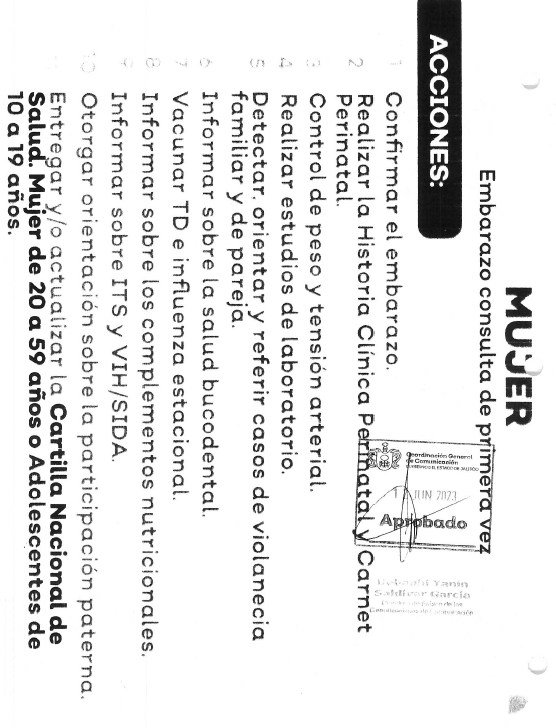 MUJER
Embarazo consulta de primera vez
ACCIONES:
1 Confirmar el embarazo.
2 Realizar la Historia Clínica Perinatal y Carnet
Perinatal.
3 Control de peso y tensión arterial.
4 Realizar estudios de laboratorio.
5 Detectar, orientar y referir casos de violanecia
familiar y de pareja.
6 Informar sobre la salud bucodental.
7 Vacunar TD e influenza estacional.
8 Informar sobre los complementos nutricionales.
9 Informar sobre ITS y VIH/SIDA.
10 Otorgar orientación sobre la participación paterna.
Entregar y/o actualizar la Cartilla Nacional de
Salud. Mujer de 20 a 59 años o Adolescentes de
10 a 19 años.
Coordinación General
de Comunicación
GOBIERNO DEL ESTADO DE JALISCO
JUN 2023
Aprobado
Yanin
Saldívar García